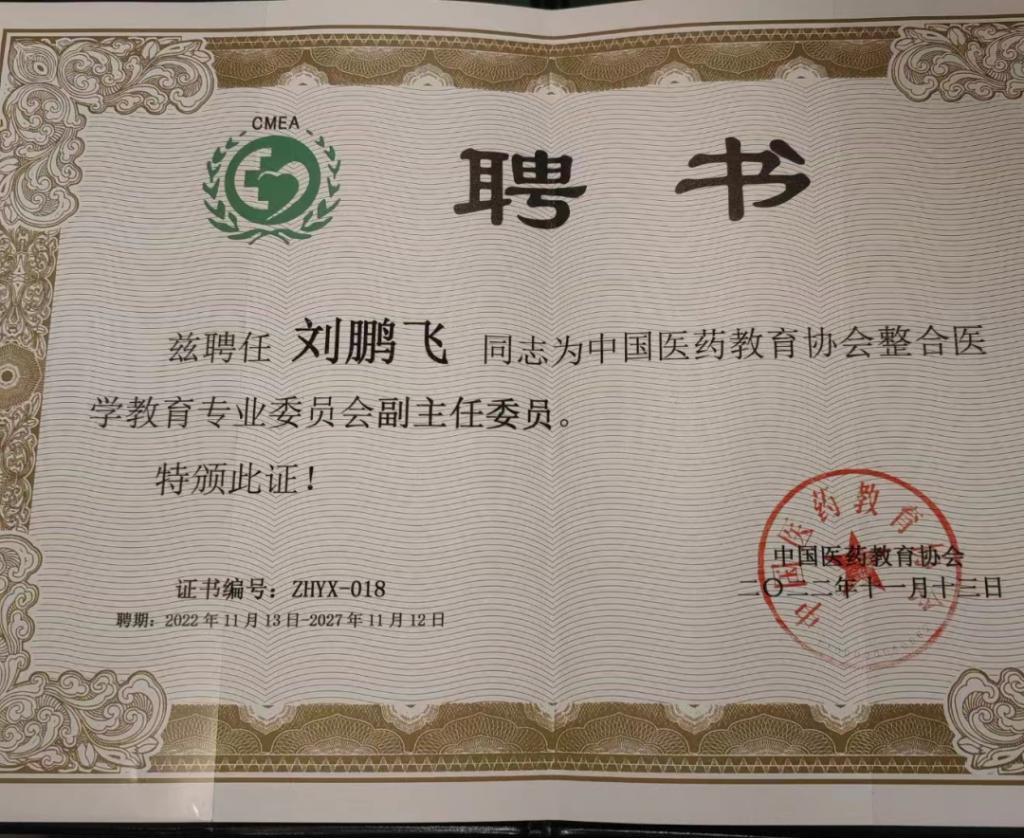 CMEA
聘书
兹聘任 刘鹏飞 同志为中国医药教育协会整合医
学教育专业委员会副主任委员。
特颁此证！
中国医药教育协会
二〇二二年十一月十三日
证书编号：ZHYX-018
聘期：2022年11月13日-2027年11月12日
中国医药教育